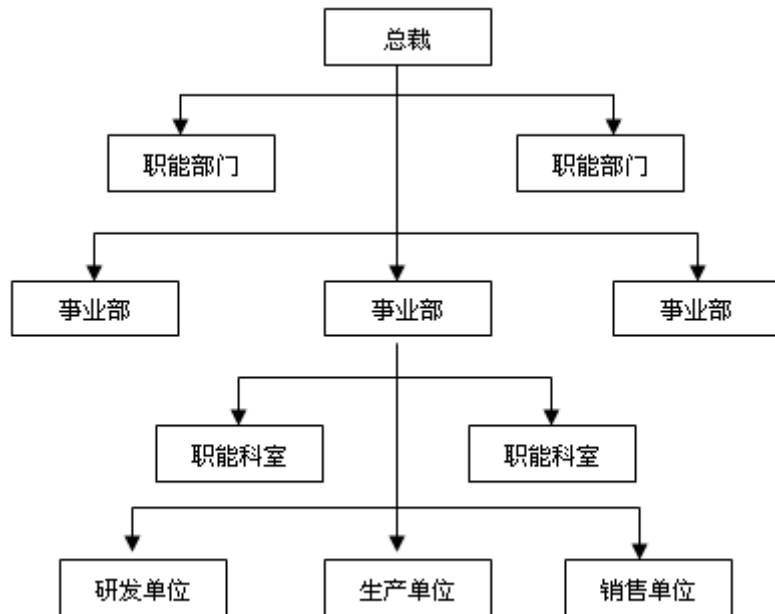 总裁
职能部门
职能部门
事业部
事业部
事业部
职能科室
职能科室
研发单位
生产单位
销售单位